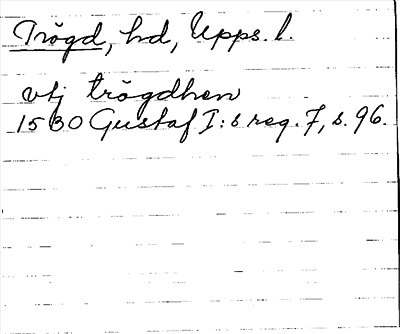 Trögd, hd, Upps. l.
vtj trögdhen
1530 Gustaf I:s reg. 7, s. 96.